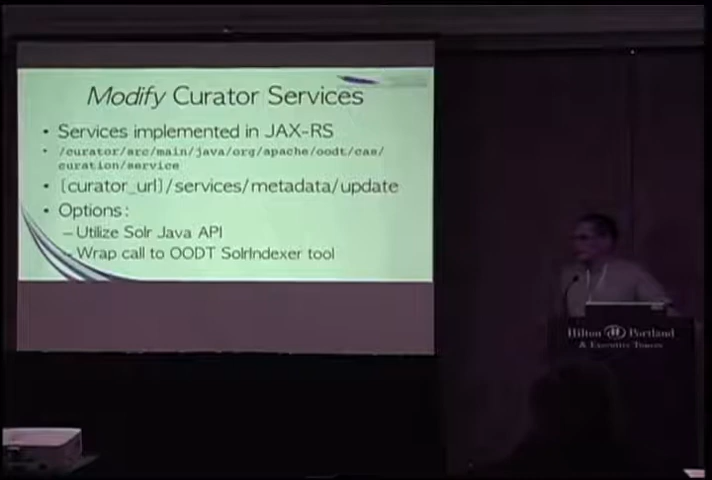 Modify Curator Services
• Services implemented in JAX-RS
• /curator/src/main/java/org/apache/oodt/cas/
curation/service
• [curator_url]/services/metadata/update
• Options:
– Utilize Solr Java API
– Wrap call to OODT SolrIndexer tool
Hilton Portland
& Executive Tower